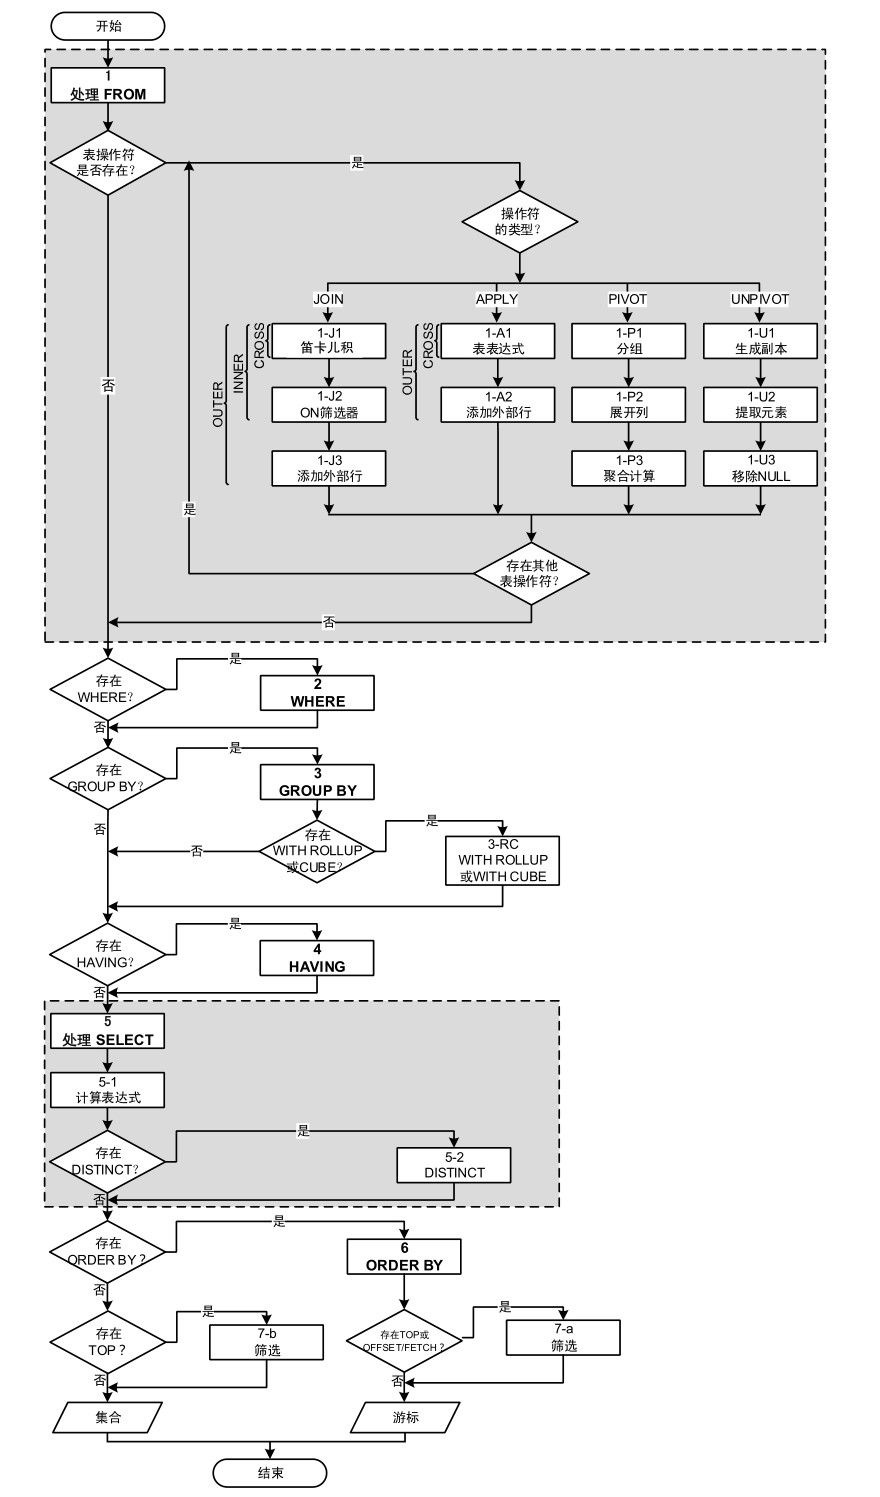 开始
1
处理 FROM
表操作符
是否存在?
是
操作符
的类型?
JOIN
APPLY
PIVOT
UNPIVOT
OUTER
INNER
CROSS
1-J1
笛卡儿积
OUTER
CROSS
1-A1
表表达式
1-P1
分组
1-U1
生成副本
否
1-J2
ON筛选器
1-A2
添加外部行
1-P2
展开列
1-U2
提取元素
1-J3
添加外部行
1-P3
聚合计算
1-U3
移除NULL
是
存在其他
表操作符?
否
存在
WHERE?
是
2
WHERE
否
存在
GROUP BY?
是
3
GROUP BY
否
存在
WITH ROLLUP
或CUBE?
否
是
3-RC
WITH ROLLUP
或WITH CUBE
存在
HAVING?
是
4
HAVING
否
5
处理 SELECT
5-1
计算表达式
存在
DISTINCT?
是
5-2
DISTINCT
否
存在
ORDER BY ?
是
6
ORDER BY
否
存在
TOP ?
是
7-b
筛选
存在TOP或
OFFSET/FETCH ?
是
7-a
筛选
否
否
集合
游标
结束